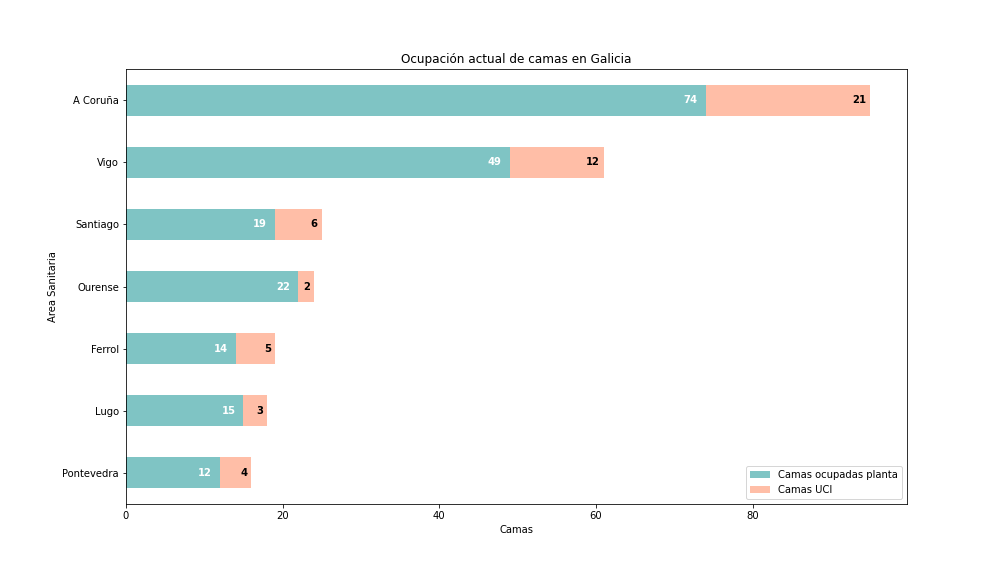 Ocupación actual de camas en Galicia
A Coruña 74 21
Vigo 49 12
Santiago 19 6
Ourense 22 2
Ferrol 14 5
Lugo 15 3
Pontevedra 12 4
Area Sanitaria
Camas ocupadas planta
Camas UCI
0 20 40 60 80
Camas